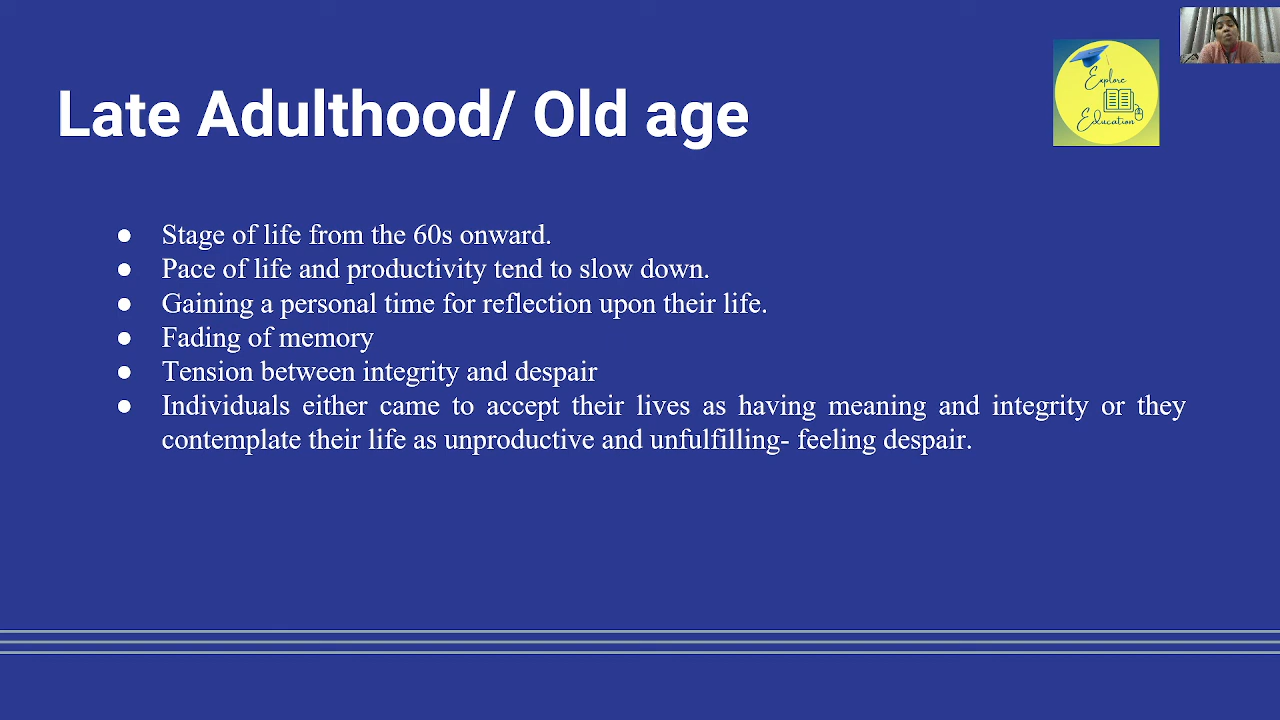 Late Adulthood/ Old age
Explore
Education
● Stage of life from the 60s onward.
● Pace of life and productivity tend to slow down.
● Gaining a personal time for reflection upon their life.
● Fading of memory
● Tension between integrity and despair
● Individuals either came to accept their lives as having meaning and integrity or they
contemplate their life as unproductive and unfulfilling- feeling despair.